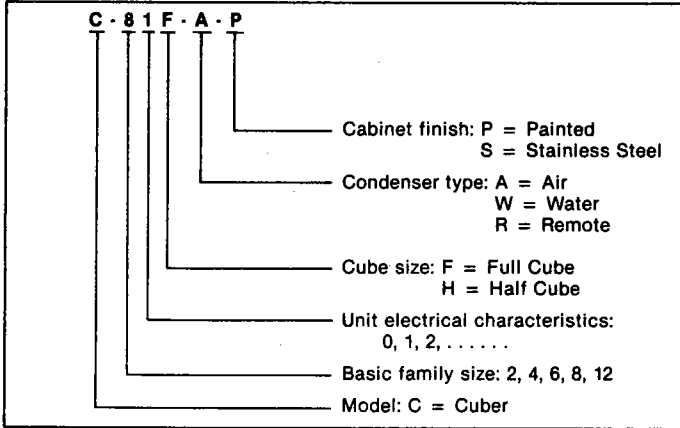 C - 8 1 F - A - P
Cabinet finish: P = Painted
S = Stainless Steel
Condenser type: A = Air
W = Water
R = Remote
Cube size: F = Full Cube
H = Half Cube
Unit electrical characteristics:
0, 1, 2, . . . . . .
Basic family size: 2, 4, 6, 8, 12
Model: C = Cuber